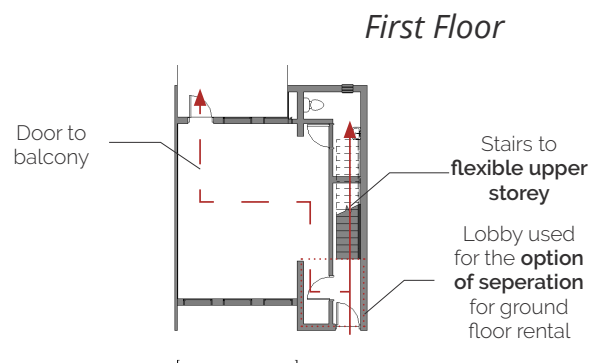 First Floor
Door to
balcony
Stairs to
flexible upper
storey
Lobby used
for the option
of seperation
for ground
floor rental